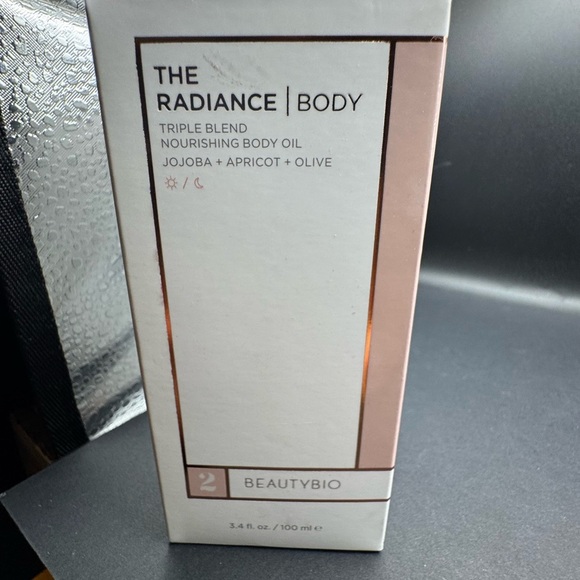 THE
RADIANCE | BODY
TRIPLE BLEND
NOURISHING BODY OIL
JOJOBA + APRICOT + OLIVE
/
2 BEAUTYBIO
3.4 fl. oz. / 100 ml ℮